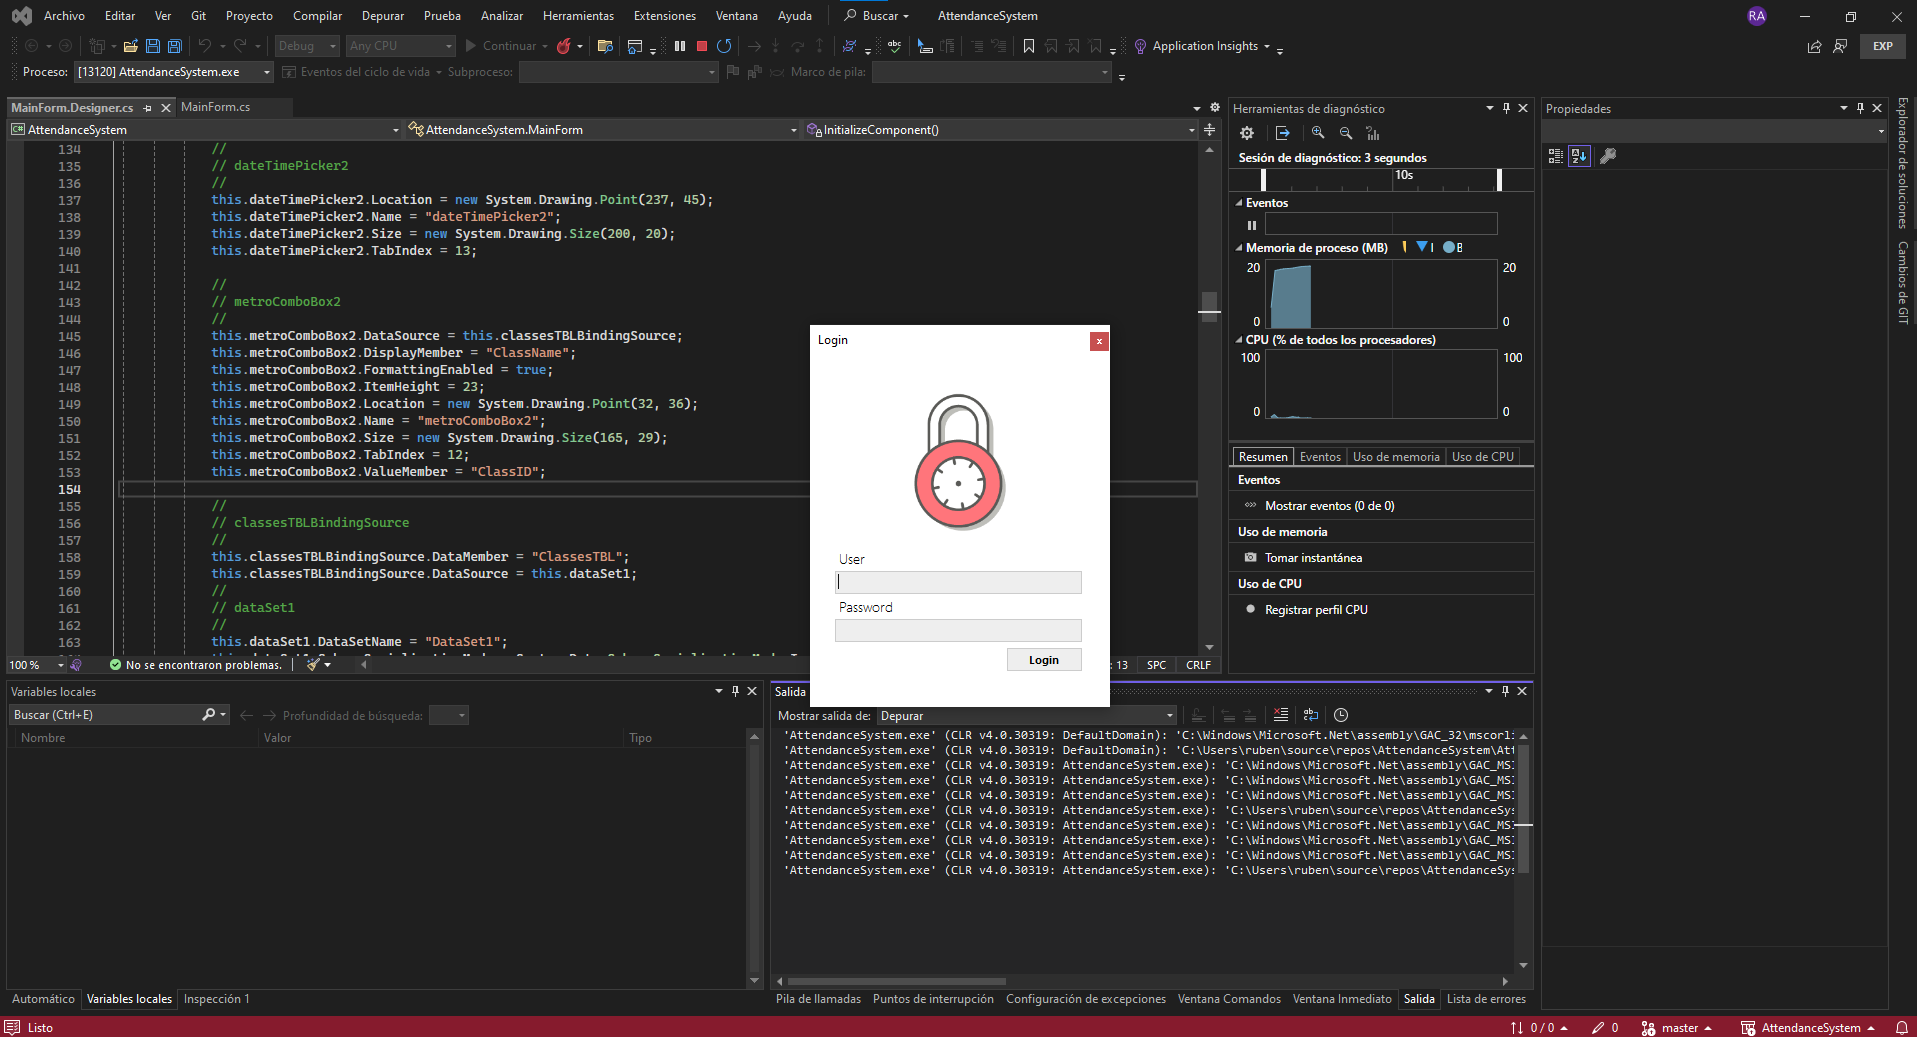 Archivo Editar Ver Git Proyecto Compilar Depurar Prueba Analizar Herramientas Extensiones Ventana Ayuda Buscar AttendanceSystem RA
Debug Any CPU Continuar Application Insights EXP
Proceso: [13120] AttendanceSystem.exe Eventos del ciclo de vida Subproceso: Marco de pila:
MainForm.Designer.cs MainForm.cs
AttendanceSystem AttendanceSystem.MainForm InitializeComponent()
134 //
135 // dateTimePicker2
136 //
137 this.dateTimePicker2.Location = new System.Drawing.Point(237, 45);
138 this.dateTimePicker2.Name = "dateTimePicker2";
139 this.dateTimePicker2.Size = new System.Drawing.Size(200, 20);
140 this.dateTimePicker2.TabIndex = 13;
141
142 //
143 // metroComboBox2
144 //
145 this.metroComboBox2.DataSource = this.classesTBLBindingSource;
146 this.metroComboBox2.DisplayMember = "ClassName";
147 this.metroComboBox2.FormattingEnabled = true;
148 this.metroComboBox2.ItemHeight = 23;
149 this.metroComboBox2.Location = new System.Drawing.Point(32, 36);
150 this.metroComboBox2.Name = "metroComboBox2";
151 this.metroComboBox2.Size = new System.Drawing.Size(165, 29);
152 this.metroComboBox2.TabIndex = 12;
153 this.metroComboBox2.ValueMember = "ClassID";
154
155 //
156 // classesTBLBindingSource
157 //
158 this.classesTBLBindingSource.DataMember = "ClassesTBL";
159 this.classesTBLBindingSource.DataSource = this.dataSet1;
160 //
161 // dataSet1
162 //
163 this.dataSet1.DataSetName = "DataSet1";
100 % No se encontraron problemas. : 13 SPC CRLF
Login
x
User
Password
Login
Herramientas de diagnóstico
Sesión de diagnóstico: 3 segundos
10s
Eventos
Memoria de proceso (MB) I B
20 20
0 0
CPU (% de todos los procesadores)
100 100
0 0
Resumen Eventos Uso de memoria Uso de CPU
Eventos
Mostrar eventos (0 de 0)
Uso de memoria
Tomar instantánea
Uso de CPU
Registrar perfil CPU
Propiedades
Explorador de soluciones
Cambios de GIT
Variables locales
Buscar (Ctrl+E) Profundidad de búsqueda:
Nombre Valor Tipo
Automático Variables locales Inspección 1
Salida
Mostrar salida de: Depurar
'AttendanceSystem.exe' (CLR v4.0.30319: DefaultDomain): 'C:\Windows\Microsoft.Net\assembly\GAC_32\mscorli
'AttendanceSystem.exe' (CLR v4.0.30319: DefaultDomain): 'C:\Users\ruben\source\repos\AttendanceSystem\Att
'AttendanceSystem.exe' (CLR v4.0.30319: AttendanceSystem.exe): 'C:\Windows\Microsoft.Net\assembly\GAC_MSI
'AttendanceSystem.exe' (CLR v4.0.30319: AttendanceSystem.exe): 'C:\Windows\Microsoft.Net\assembly\GAC_MSI
'AttendanceSystem.exe' (CLR v4.0.30319: AttendanceSystem.exe): 'C:\Windows\Microsoft.Net\assembly\GAC_MSI
'AttendanceSystem.exe' (CLR v4.0.30319: AttendanceSystem.exe): 'C:\Users\ruben\source\repos\AttendanceSys
'AttendanceSystem.exe' (CLR v4.0.30319: AttendanceSystem.exe): 'C:\Windows\Microsoft.Net\assembly\GAC_MSI
'AttendanceSystem.exe' (CLR v4.0.30319: AttendanceSystem.exe): 'C:\Windows\Microsoft.Net\assembly\GAC_MSI
'AttendanceSystem.exe' (CLR v4.0.30319: AttendanceSystem.exe): 'C:\Windows\Microsoft.Net\assembly\GAC_MSI
'AttendanceSystem.exe' (CLR v4.0.30319: AttendanceSystem.exe): 'C:\Users\ruben\source\repos\AttendanceSys
Pila de llamadas Puntos de interrupción Configuración de excepciones Ventana Comandos Ventana Inmediato Salida Lista de errores
Listo 0 / 0 0 master AttendanceSystem